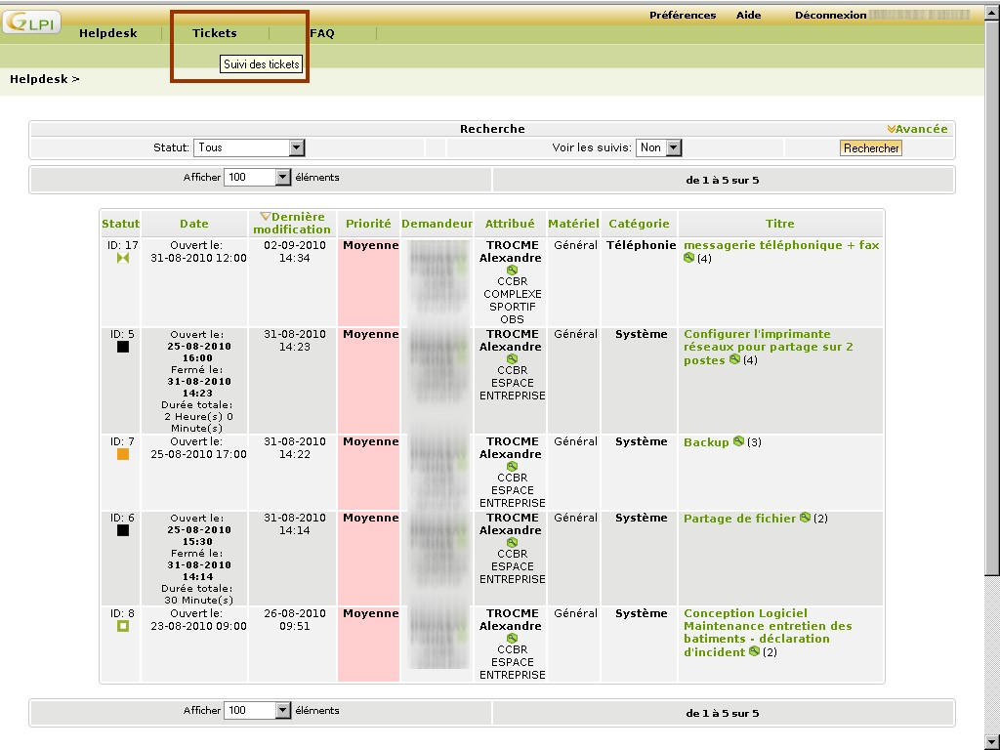 GLPI
Préférences Aide Déconnexion
Helpdesk Tickets FAQ
Suivi des tickets
Helpdesk >
Recherche Avancée
Statut: Tous Voir les suivis: Non Rechercher
Afficher 100 éléments de 1 à 5 sur 5
Statut Date Dernière modification Priorité Demandeur Attribué Matériel Catégorie Titre
ID: 17
Ouvert le:
31-08-2010 12:00
02-09-2010
14:34
Moyenne
TROCME
Alexandre
CCBR
COMPLEXE
SPORTIF
OBS
Général
Téléphonie
messagerie téléphonique + fax
(4)
ID: 5
Ouvert le:
25-08-2010
16:00
Fermé le:
31-08-2010
14:23
Durée totale:
2 Heure(s) 0
Minute(s)
31-08-2010
14:23
Moyenne
TROCME
Alexandre
CCBR
ESPACE
ENTREPRISE
Général
Système
Configurer l'imprimante
réseaux pour partage sur 2
postes (4)
ID: 7
Ouvert le:
25-08-2010 17:00
31-08-2010
14:22
Moyenne
TROCME
Alexandre
CCBR
ESPACE
ENTREPRISE
Général
Système
Backup (3)
ID: 6
Ouvert le:
25-08-2010
15:30
Fermé le:
31-08-2010
14:14
Durée totale:
30 Minute(s)
31-08-2010
14:14
Moyenne
TROCME
Alexandre
CCBR
ESPACE
ENTREPRISE
Général
Système
Partage de fichier (2)
ID: 8
Ouvert le:
23-08-2010 09:00
26-08-2010
09:51
Moyenne
TROCME
Alexandre
CCBR
ESPACE
ENTREPRISE
Général
Système
Conception Logiciel
Maintenance entretien des
batiments - déclaration
d'incident (2)
Afficher 100 éléments de 1 à 5 sur 5